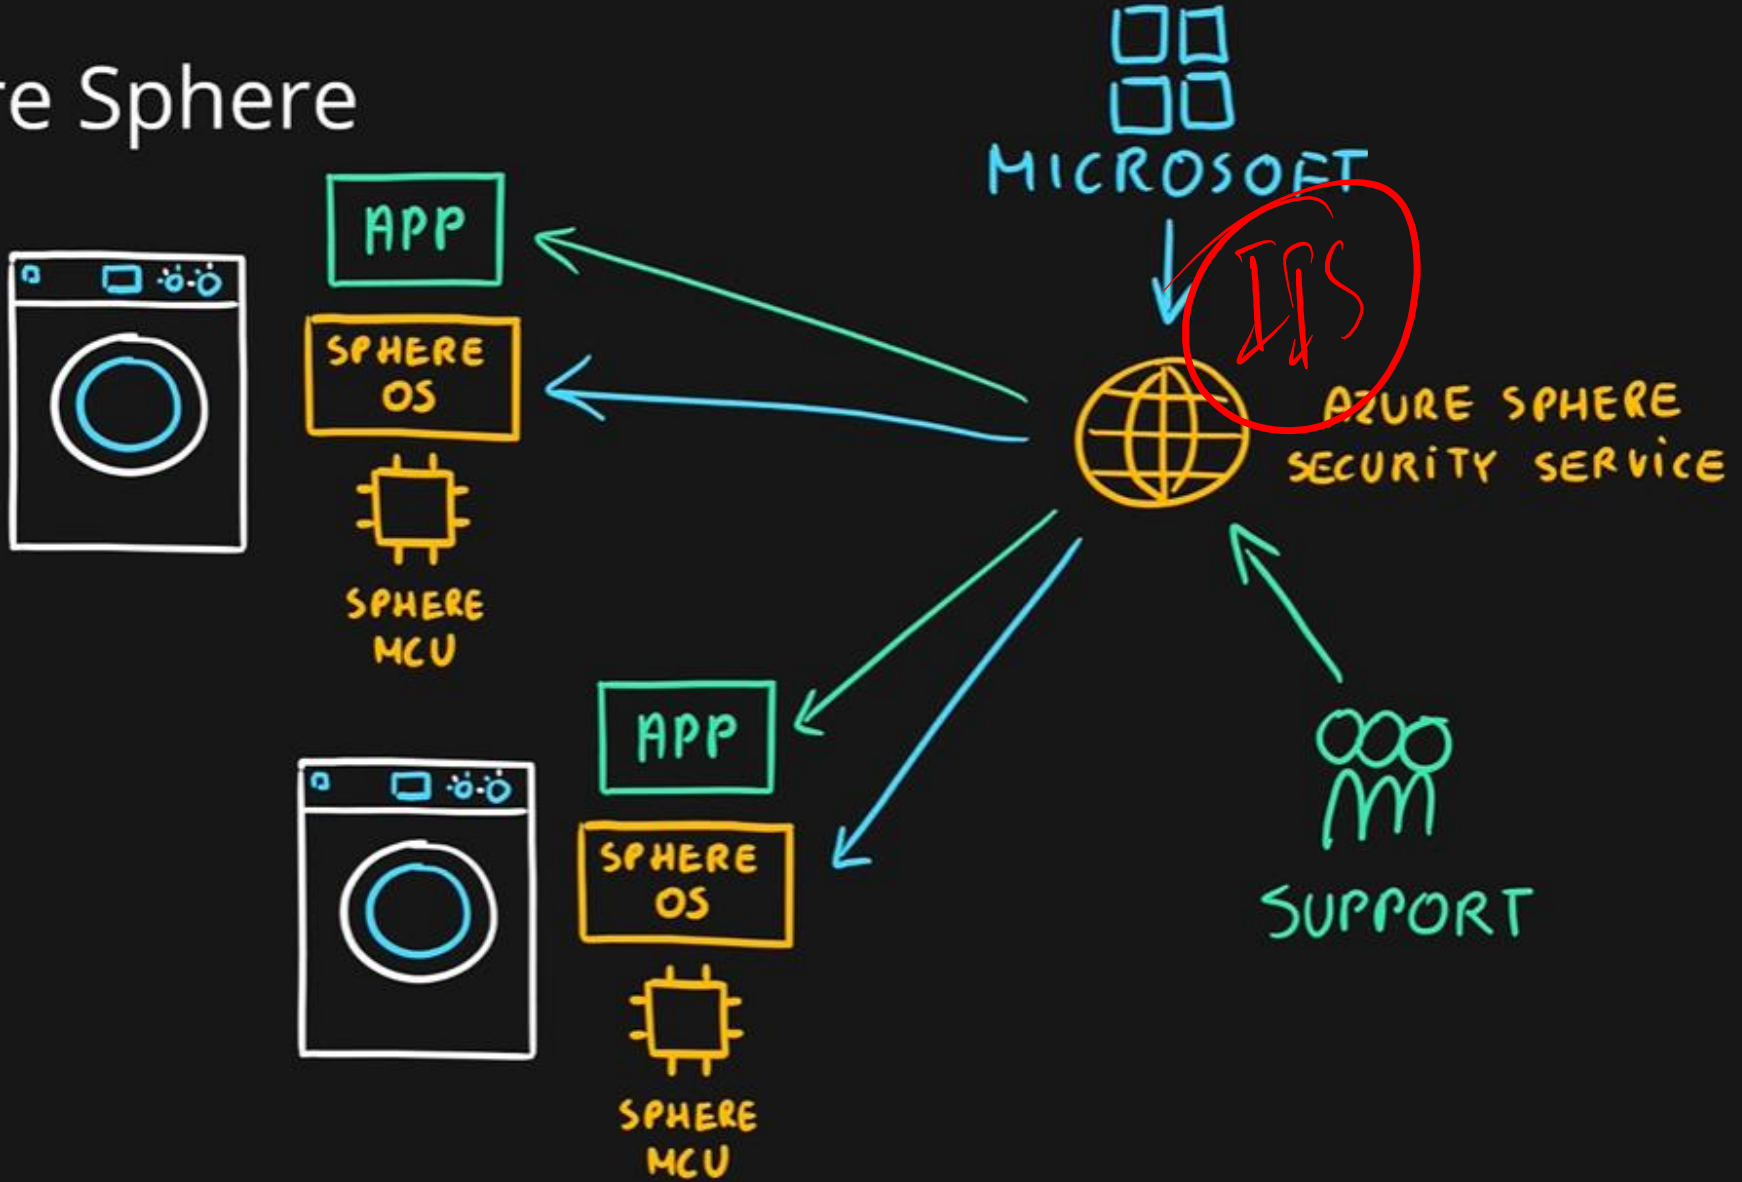 re Sphere
MICROSOFT
APP
SPHERE
OS
SPHERE
MCU
AZURE SPHERE
SECURITY SERVICE
APP
SPHERE
OS
SPHERE
MCU
SUPPORT